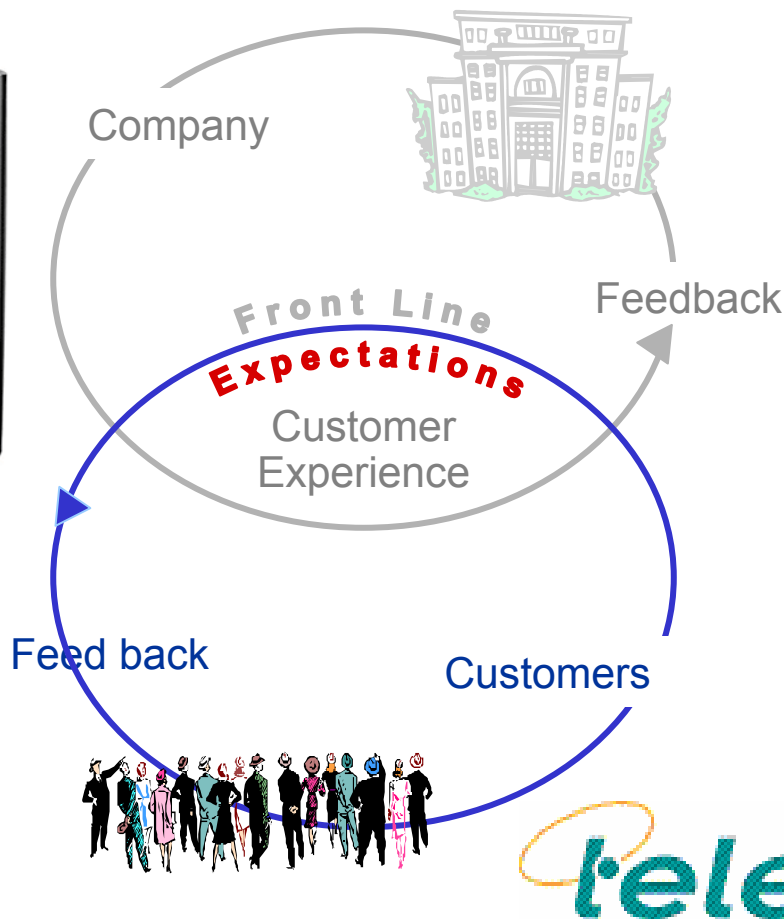 Company
Feedback
Front Line
Expectations
Customer
Experience
Feed back
Customers
tele